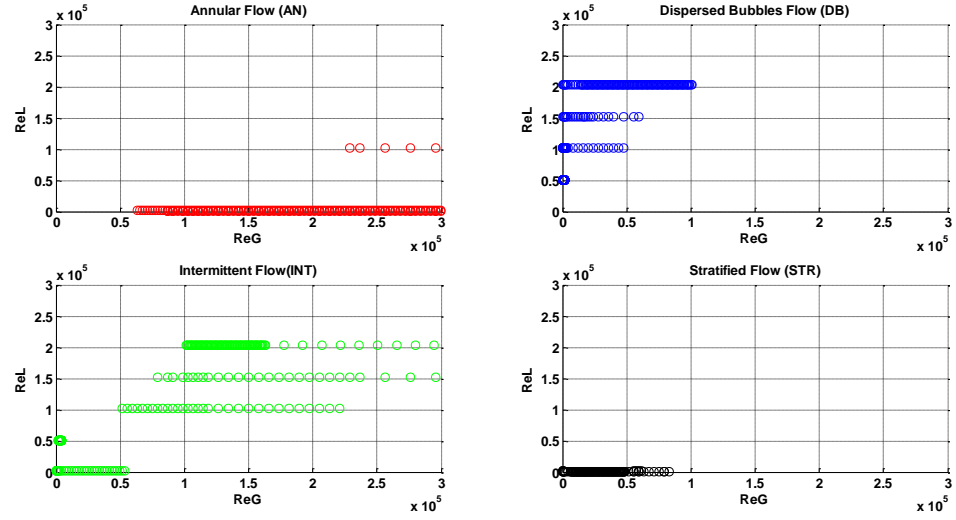 x 10^5 Annular Flow (AN)
3
2.5
2
1.5
1
0.5
0
ReL
0 0.5 1 1.5 2 2.5 3
ReG
x 10^5
x 10^5 Dispersed Bubbles Flow (DB)
3
2.5
2
1.5
1
0.5
0
ReL
0 0.5 1 1.5 2 2.5 3
ReG
x 10^5
x 10^5 Intermittent Flow(INT)
3
2.5
2
1.5
1
0.5
0
ReL
0 0.5 1 1.5 2 2.5 3
ReG
x 10^5
x 10^5 Stratified Flow (STR)
3
2.5
2
1.5
1
0.5
0
ReL
0 0.5 1 1.5 2 2.5 3
ReG
x 10^5